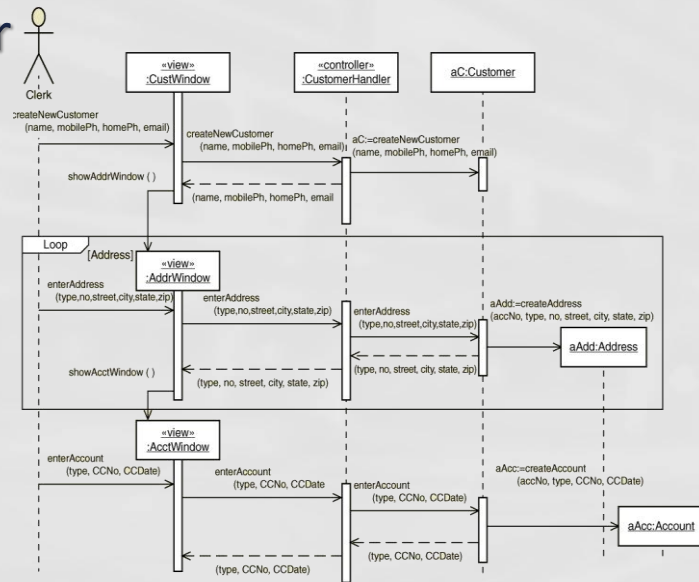 r
Clerk
«view»
:CustWindow
«controller»
:CustomerHandler
aC:Customer
createNewCustomer
(name, mobilePh, homePh, email)
createNewCustomer
(name, mobilePh, homePh, email)
aC:=createNewCustomer
(name, mobilePh, homePh, email)
(name, mobilePh, homePh, email
showAddrWindow ( )
Loop
[Address]
«view»
:AddrWindow
enterAddress
(type,no,street,city,state,zip)
enterAddress
(type,no,street,city,state,zip)
enterAddress
(type,no,street,city,state,zip)
aAdd:=createAddress
(accNo, type, no, street, city, state, zip)
aAdd:Address
(type, no, street, city, state, zip)
(type, no, street, city, state, zip)
showAcctWindow ( )
«view»
:AcctWindow
enterAccount
(type, CCNo, CCDate)
enterAccount
(type, CCNo, CCDate
enterAccount
(type, CCNo, CCDate)
aAcc:=createAccount
(accNo, type, CCNo, CCDate)
aAcc:Account
(type, CCNo, CCDate)
(type, CCNo, CCDate)